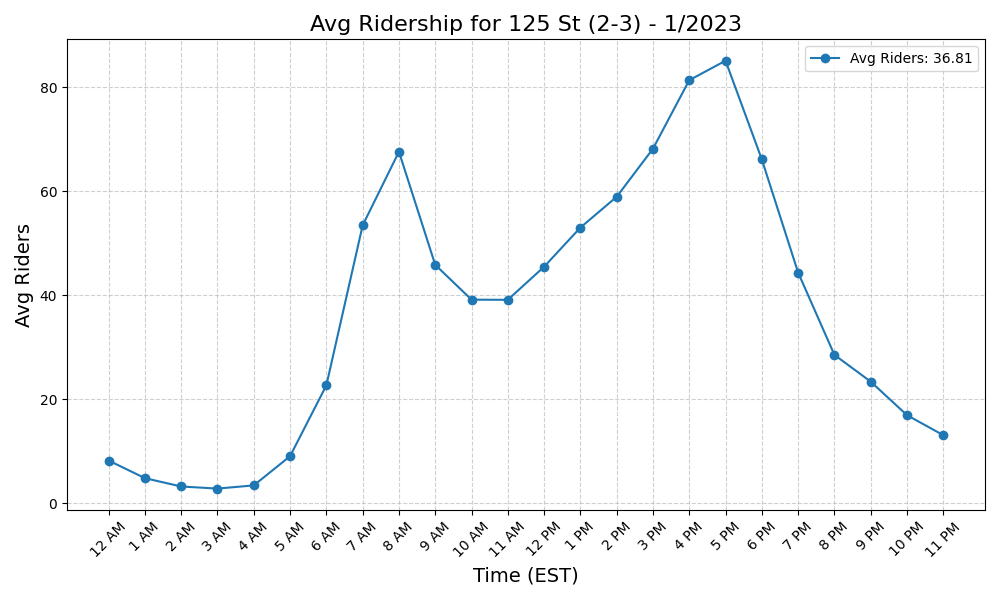 Avg Ridership for 125 St (2-3) - 1/2023
Avg Riders: 36.81
Avg Riders
80
60
40
20
0
12 AM
1 AM
2 AM
3 AM
4 AM
5 AM
6 AM
7 AM
8 AM
9 AM
10 AM
11 AM
12 PM
1 PM
2 PM
3 PM
4 PM
5 PM
6 PM
7 PM
8 PM
9 PM
10 PM
11 PM
Time (EST)